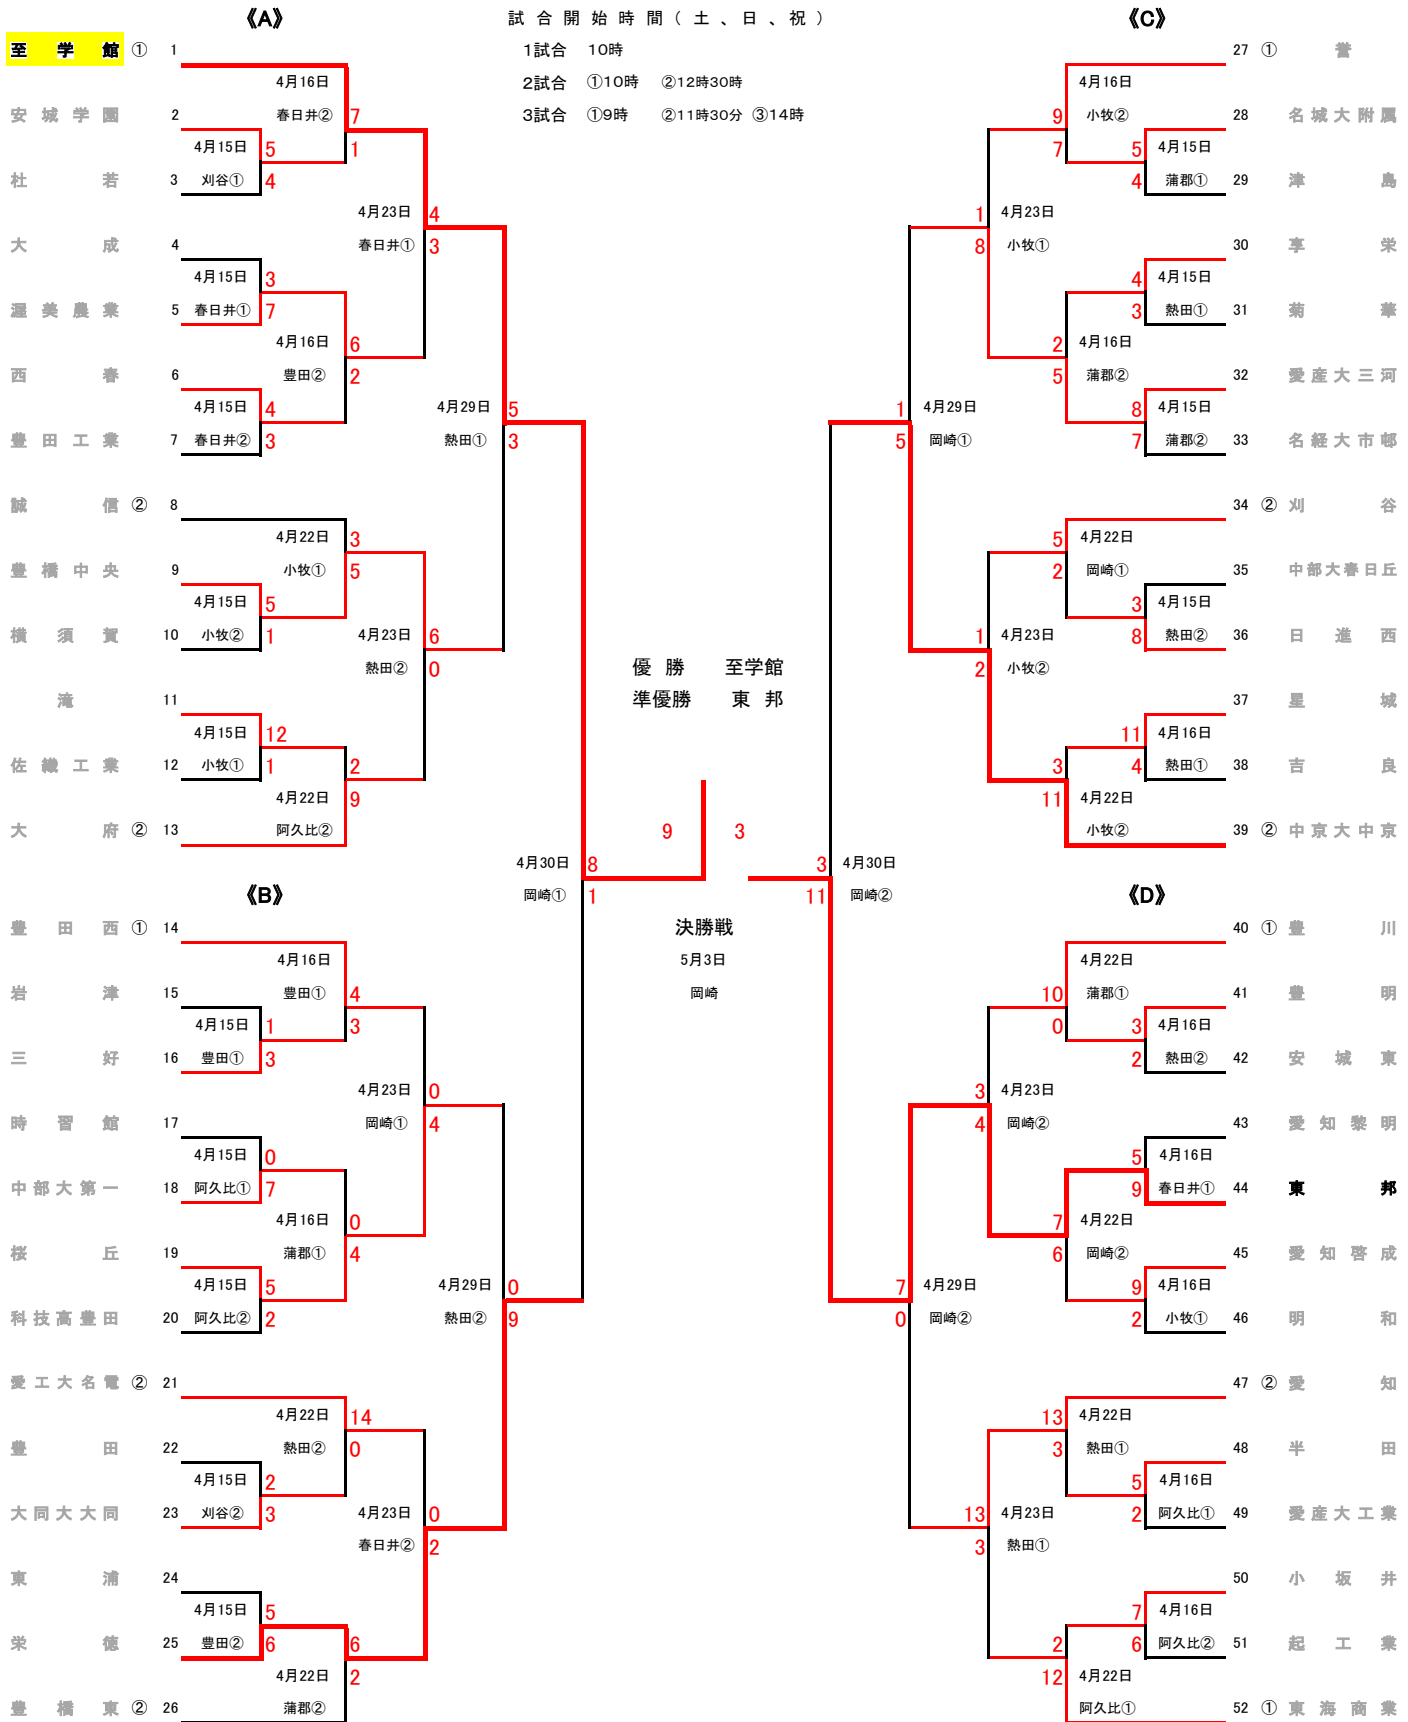 《A》
試合開始時間(土、日、祝)
《C》
1試合 10時
2試合 ①10時 ②12時30時
3試合 ①9時 ②11時30分 ③14時
至学館 ① 1
4月16日
春日井② 7
1
安城学園 2
4月15日 5
刈谷① 4
杜若 3
4月23日 4
春日井① 3
大成 4
4月15日 3
春日井① 7
渥美農業 5
4月16日 6
豊田② 2
西春 6
4月15日 4
春日井② 3
豊田工業 7
4月29日 5
熱田① 3
誠信 ② 8
4月22日 3
小牧① 5
豊橋中央 9
4月15日 5
小牧② 1
横須賀 10
4月23日 6
熱田② 0
滝 11
4月15日 12
小牧① 1
佐織工業 12
4月22日 2
阿久比② 9
大府 ② 13
4月30日 8
岡崎① 1
《B》
豊田西 ① 14
4月16日
豊田① 4
3
岩津 15
4月15日 1
豊田① 3
三好 16
4月23日 0
岡崎① 4
時習館 17
4月15日 0
阿久比① 7
中部大第一 18
4月16日 0
蒲郡① 4
桜丘 19
4月15日 5
阿久比② 2
科技高豊田 20
4月29日 0
熱田② 9
愛工大名電 ② 21
4月22日 14
熱田② 0
豊田 22
4月15日 2
刈谷② 3
大同大大同 23
4月23日 0
春日井② 2
東浦 24
4月15日 5
豊田② 6
栄徳 25
6
4月22日 2
蒲郡②
豊橋東 ② 26
優勝 至学館
準優勝 東邦
9 3
決勝戦
5月3日
岡崎
27 ① 誉
4月16日
9 小牧②
7
28 名城大附属
5 4月15日
4 蒲郡①
29 津島
1 4月23日
8 小牧①
30 享栄
4 4月15日
3 熱田①
31 菊華
2 4月16日
5 蒲郡②
32 愛産大三河
8 4月15日
7 蒲郡②
33 名経大市邨
1 4月29日
5 岡崎①
34 ② 刈谷
5 4月22日
2 岡崎①
35 中部大春日丘
3 4月15日
8 熱田②
36 日進西
1 4月23日
2 小牧②
37 星城
11 4月16日
4 熱田①
38 吉良
3
11 4月22日
小牧②
39 ② 中京大中京
3 4月30日
11 岡崎②
《D》
40 ① 豊川
4月22日
10 蒲郡①
0
41 豊明
3 4月16日
2 熱田②
42 安城東
3 4月23日
4 岡崎②
43 愛知黎明
5 4月16日
9 春日井①
44 東邦
7 4月22日
6 岡崎②
45 愛知啓成
9 4月16日
2 小牧①
46 明和
7 4月29日
0 岡崎②
47 ② 愛知
13 4月22日
3 熱田①
48 半田
5 4月16日
2 阿久比①
49 愛産大工業
13 4月23日
3 熱田①
50 小坂井
7 4月16日
6 阿久比②
51 起工業
2
12 4月22日
阿久比①
52 ① 東海商業